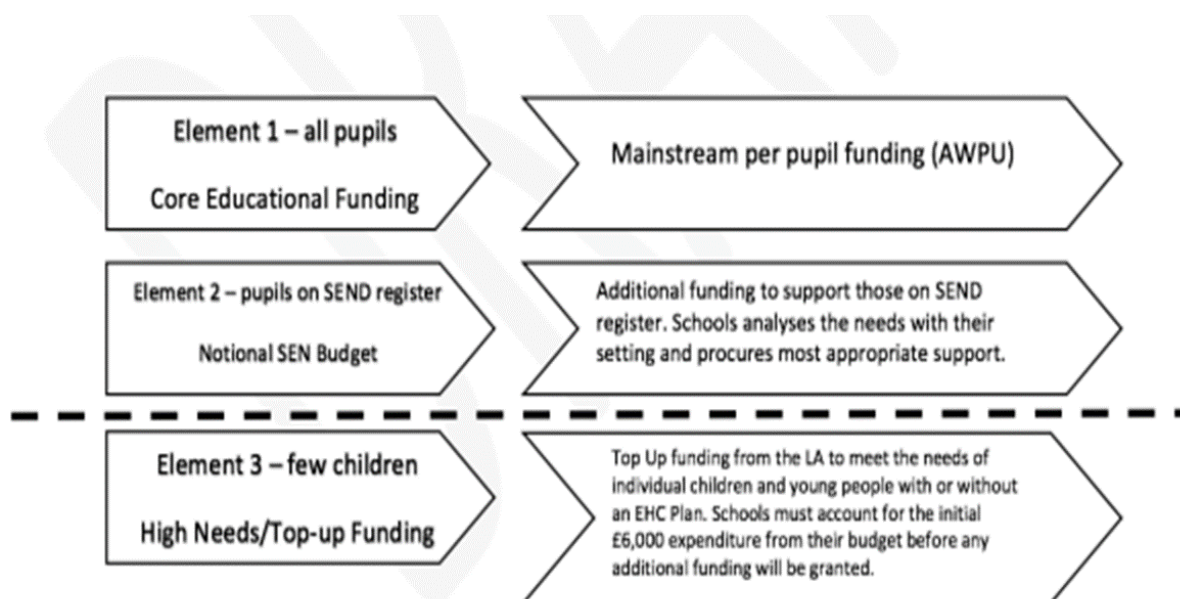 Element 1 – all pupils
Core Educational Funding
Mainstream per pupil funding (AWPU)
Element 2 – pupils on SEND register
Notional SEN Budget
Additional funding to support those on SEND
register. Schools analyses the needs with their
setting and procures most appropriate support.
Element 3 – few children
High Needs/Top-up Funding
Top Up funding from the LA to meet the needs of
individual children and young people with or without
an EHC Plan. Schools must account for the initial
£6,000 expenditure from their budget before any
additional funding will be granted.